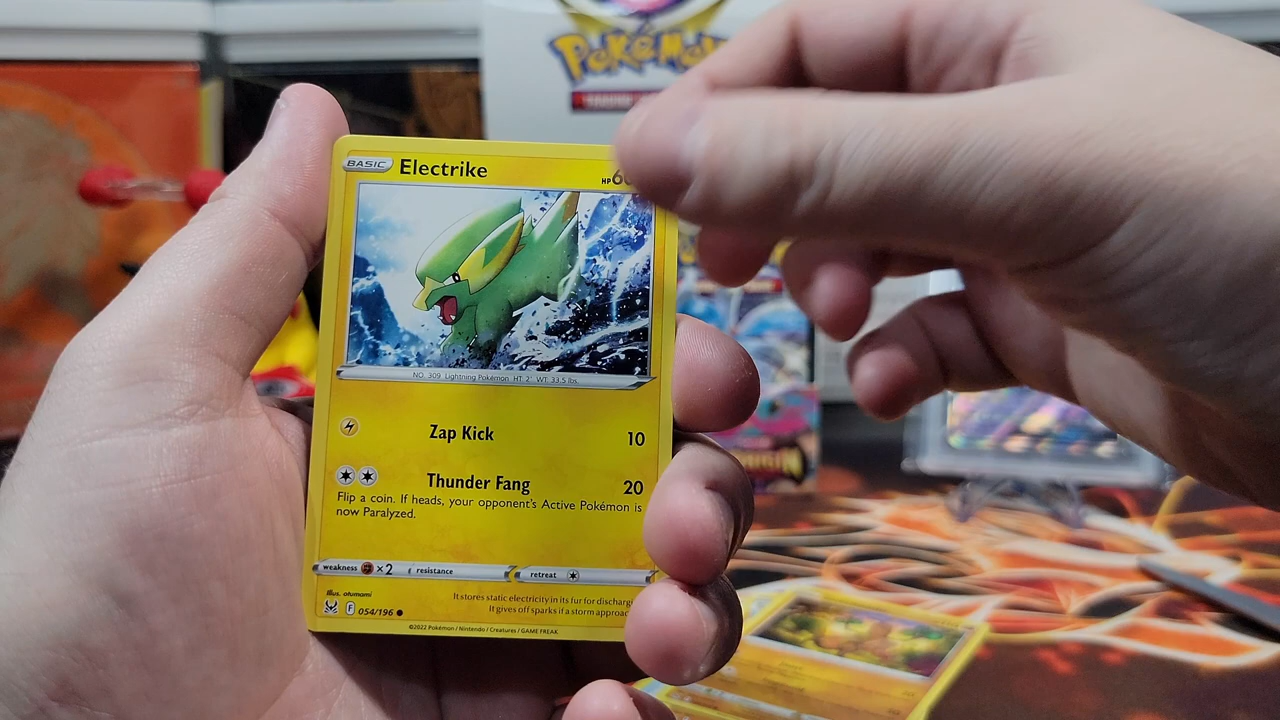 Pokémon
BASIC Electrike HP 60
NO. 309 Lightning Pokémon HT: 2' WT: 33.5 lbs.
Zap Kick 10
Thunder Fang 20
Flip a coin. If heads, your opponent's Active Pokémon is
now Paralyzed.
weakness ×2 resistance retreat
Illus. otumami
It stores static electricity in its fur for dischargi
It gives off sparks if a storm approac
F 054/196
©2022 Pokémon / Nintendo / Creatures / GAME FREAK